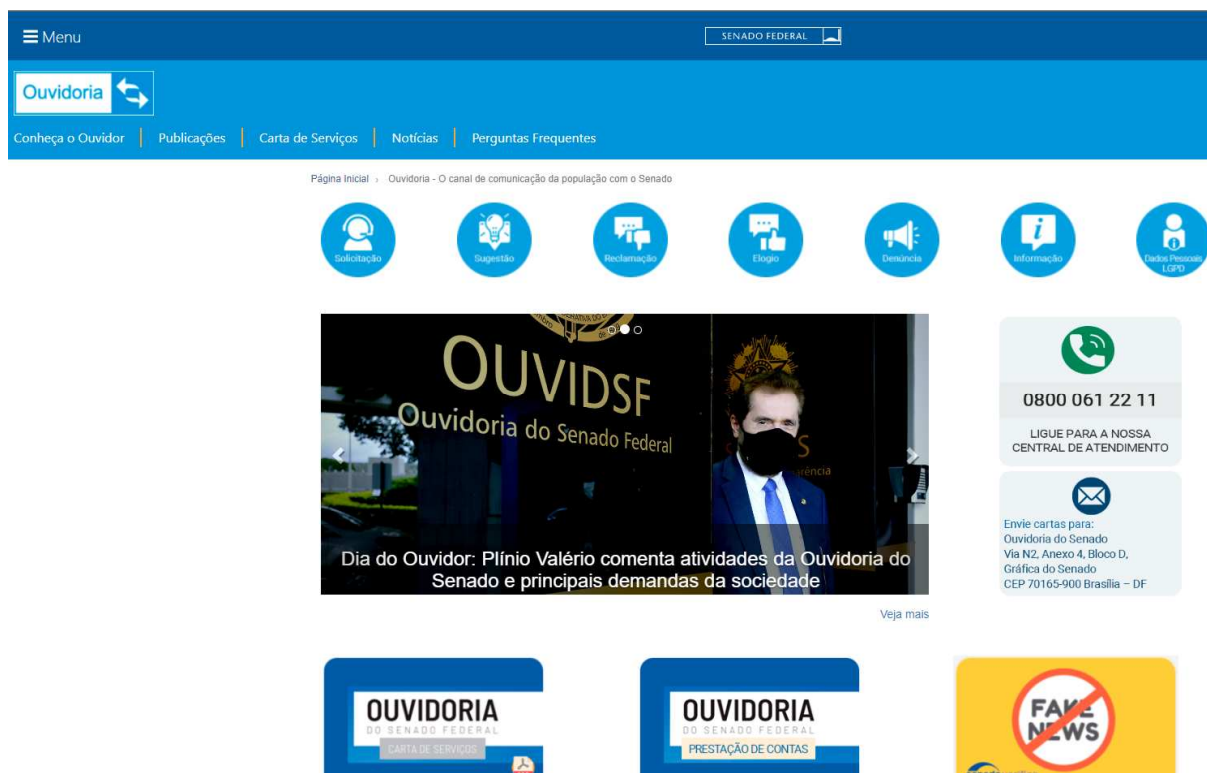 Menu
SENADO FEDERAL
Ouvidoria
Conheça o Ouvidor
Publicações
Carta de Serviços
Notícias
Perguntas Frequentes
Página Inicial › Ouvidoria - O canal de comunicação da população com o Senado
Solicitação
Sugestão
Reclamação
Elogio
Denúncia
Informação
Dados Pessoais
LGPD
OUVIDSF
Ouvidoria do Senado Federal
Dia do Ouvidor: Plínio Valério comenta atividades da Ouvidoria do
Senado e principais demandas da sociedade
Veja mais
0800 061 22 11
LIGUE PARA A NOSSA
CENTRAL DE ATENDIMENTO
Envie cartas para:
Ouvidoria do Senado
Via N2, Anexo 4, Bloco D,
Gráfica do Senado
CEP 70165-900 Brasília – DF
OUVIDORIA
DO SENADO FEDERAL
CARTA DE SERVIÇOS
OUVIDORIA
DO SENADO FEDERAL
PRESTAÇÃO DE CONTAS
FAKE
NEWS